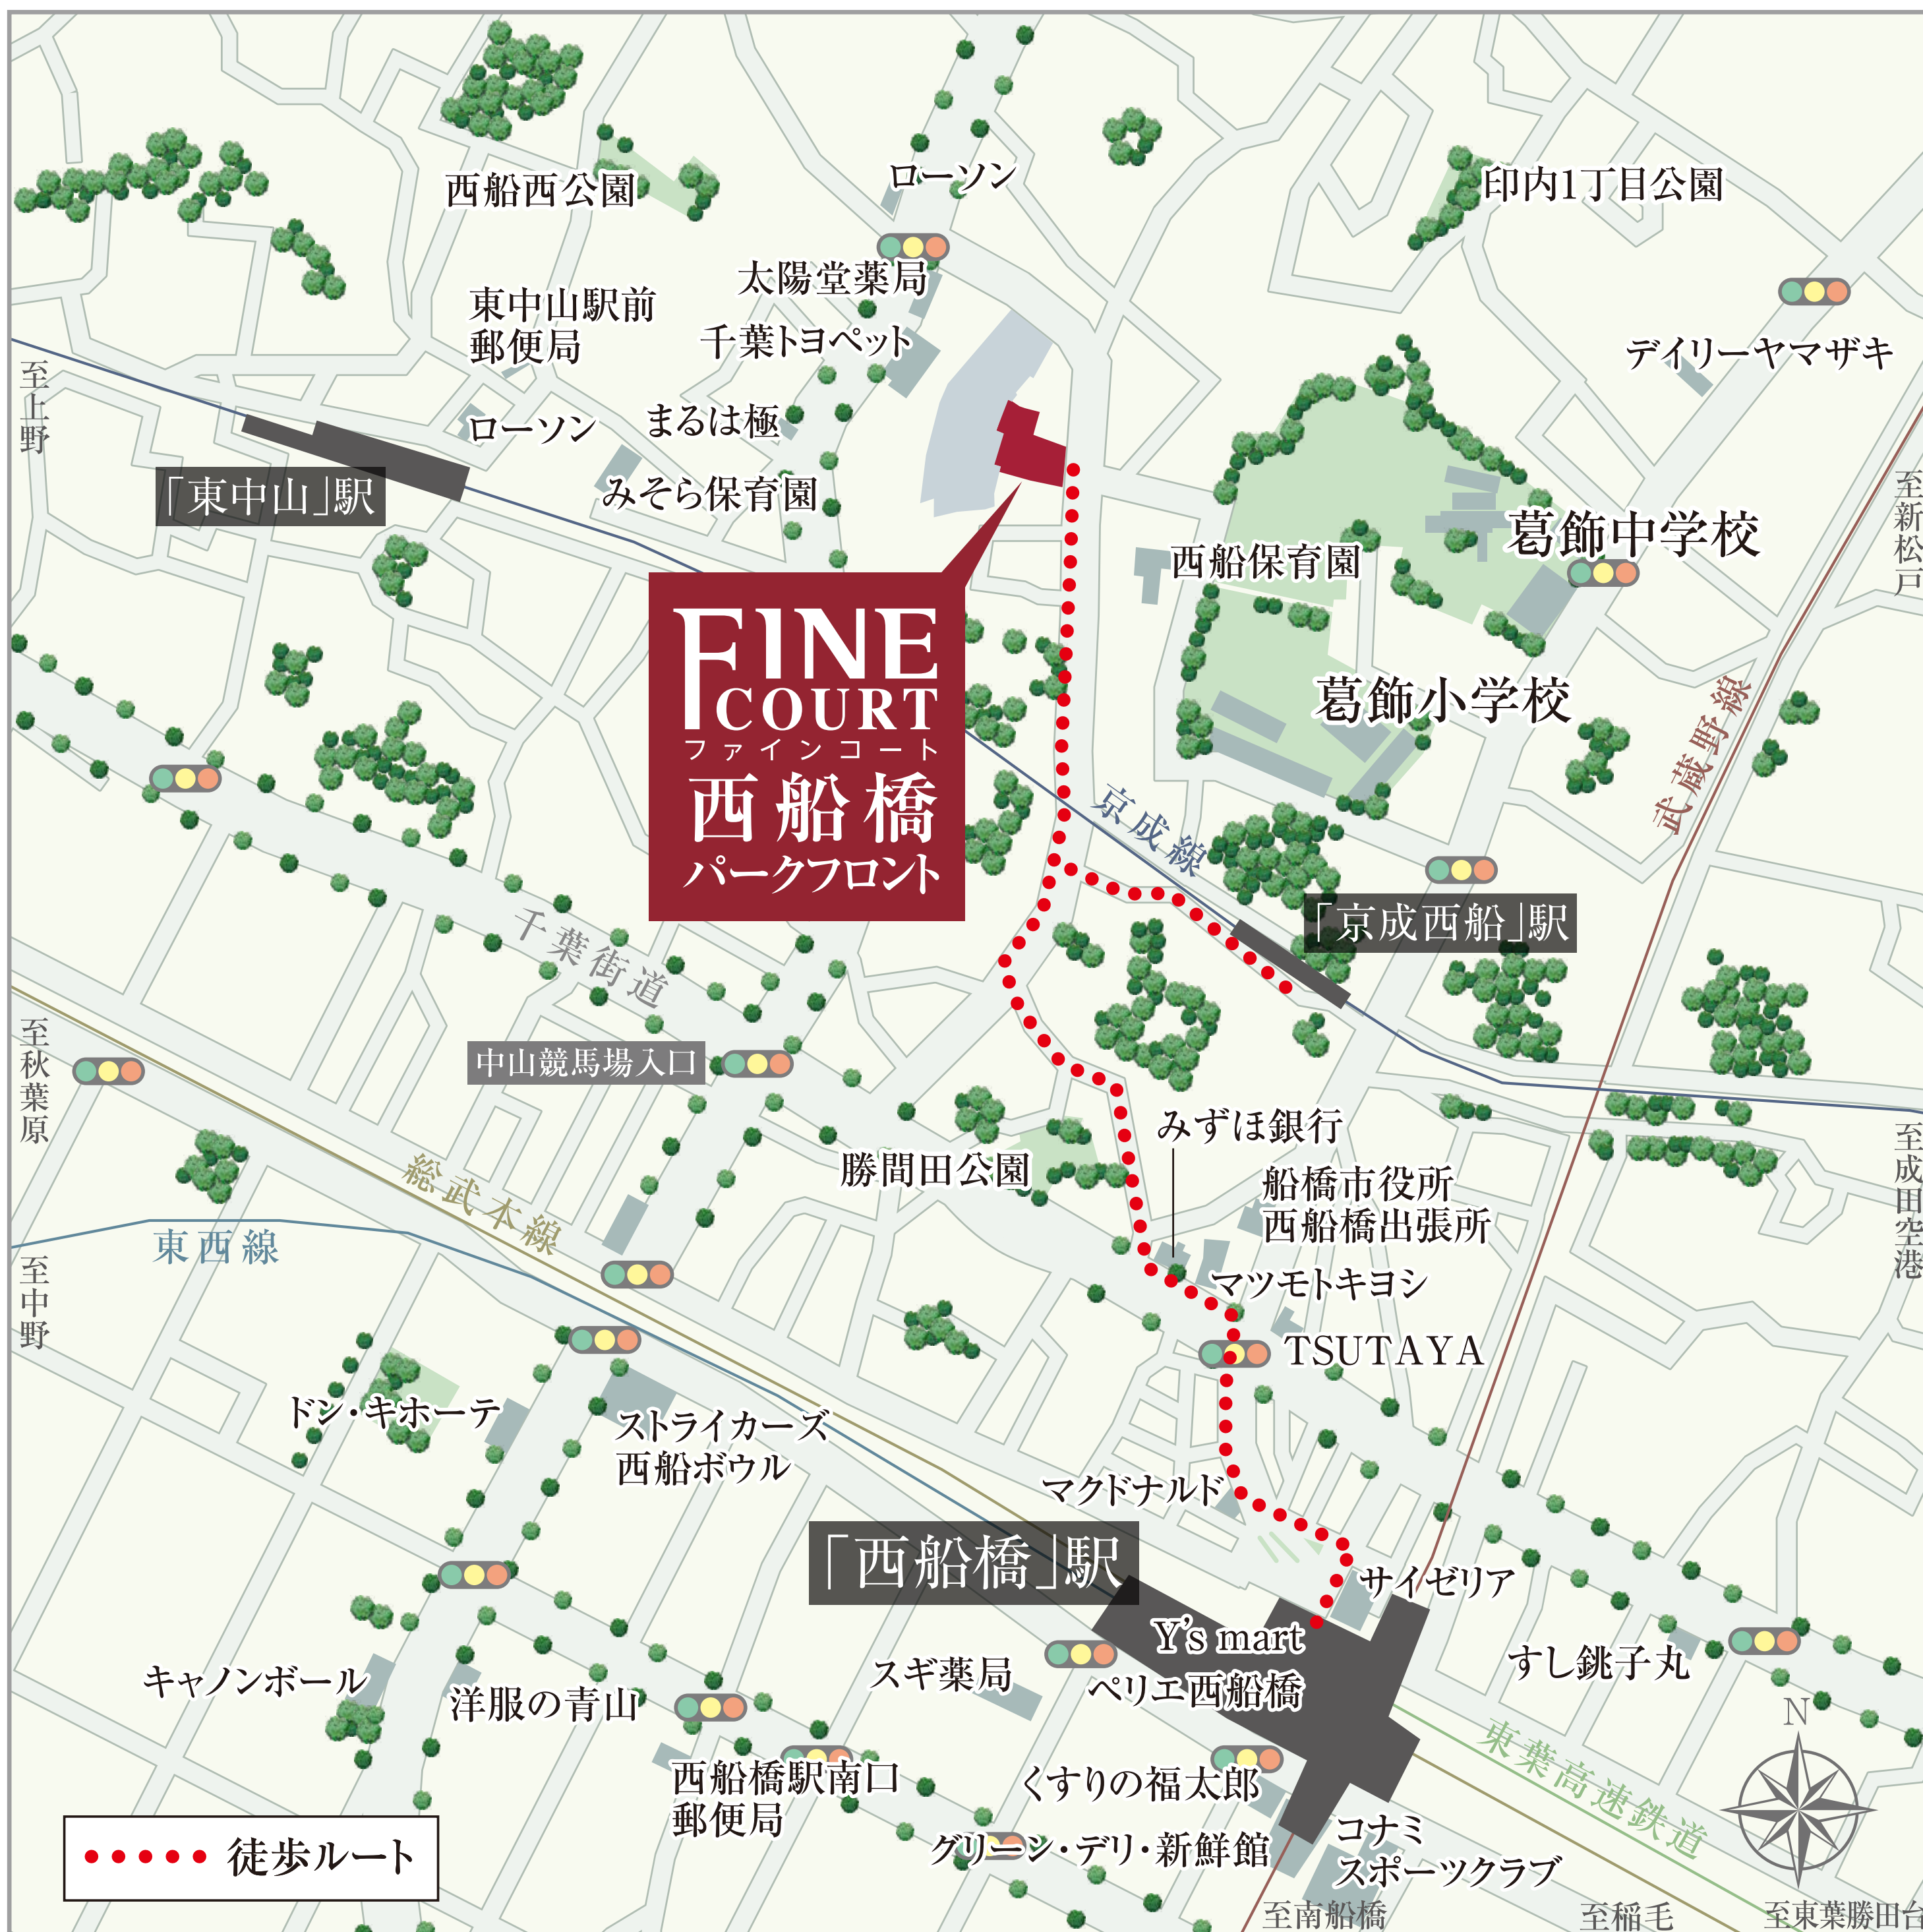 ローソン
西船西公園
印内1丁目公園
太陽堂薬局
東中山駅前
郵便局
千葉トヨペット
デイリーヤマザキ
至上野
ローソン
まるは極
「東中山」駅
みそら保育園
至新松戸
葛飾中学校
西船保育園
FINE
COURT
ファインコート
西船橋
パークフロント
葛飾小学校
武蔵野線
京成線
「京成西船」駅
千葉街道
至秋葉原
中山競馬場入口
みずほ銀行
勝間田公園
船橋市役所
西船橋出張所
至成田空港
総武本線
東西線
至中野
マツモトキヨシ
TSUTAYA
ドン・キホーテ
ストライカーズ
西船ボウル
マクドナルド
「西船橋」駅
サイゼリア
Y's mart
ペリエ西船橋
スギ薬局
すし銚子丸
キャノンボール
洋服の青山
N
東葉高速鉄道
西船橋駅南口
郵便局
くすりの福太郎
グリーン・デリ・新鮮館
コナミ
スポーツクラブ
徒歩ルート
至南船橋
至稲毛
至東葉勝田台